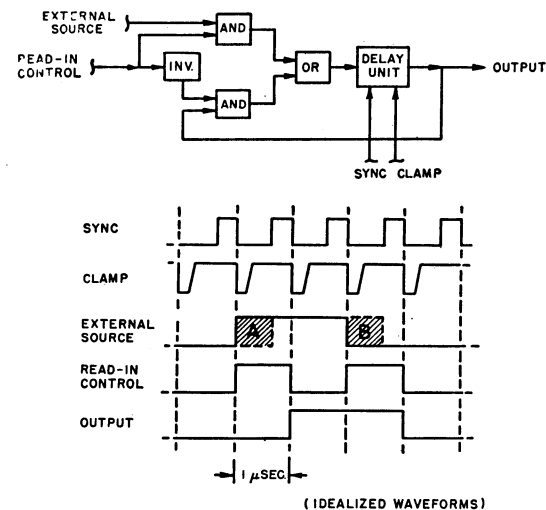 EXTERNAL
SOURCE
READ-IN
CONTROL
INV.
AND
AND
OR
DELAY
UNIT
OUTPUT
SYNC CLAMP
SYNC
CLAMP
EXTERNAL
SOURCE
A
B
READ-IN
CONTROL
OUTPUT
1 μSEC.
(IDEALIZED WAVEFORMS)